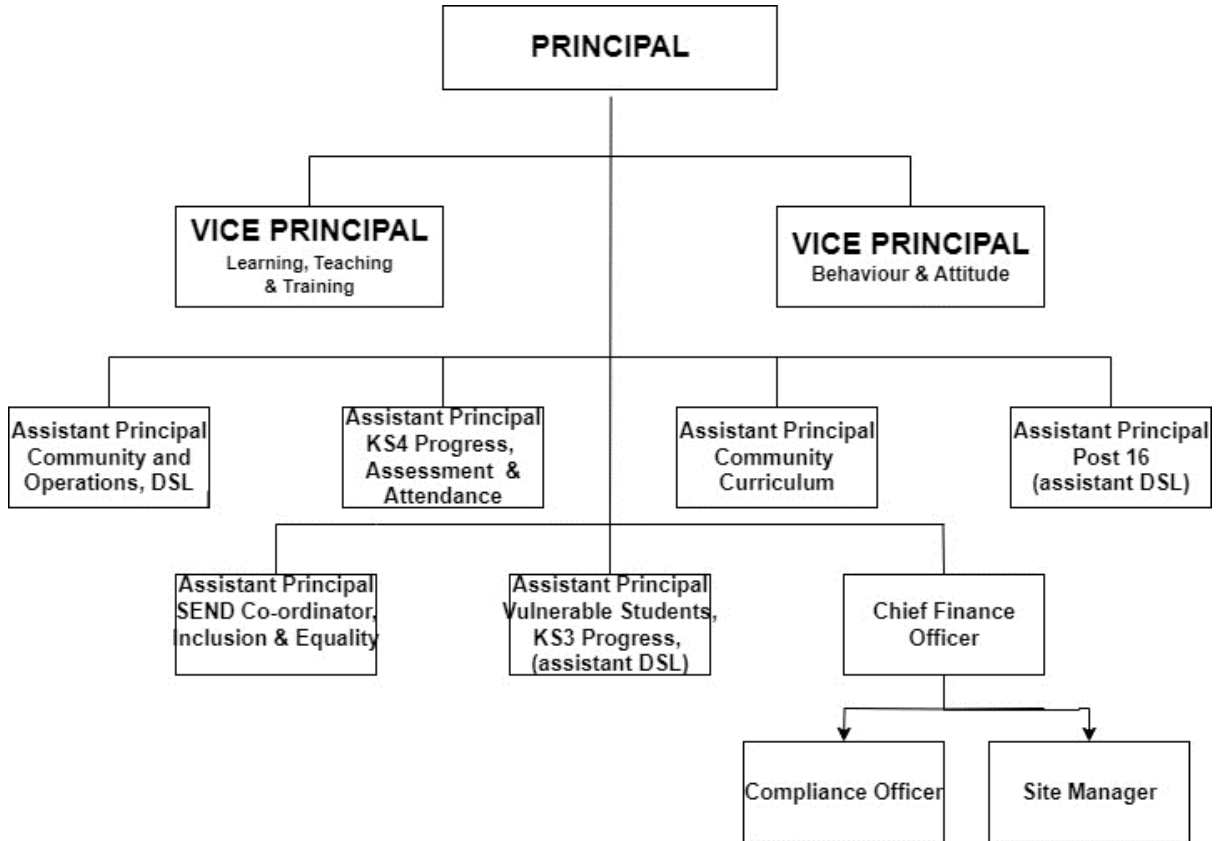 PRINCIPAL
VICE PRINCIPAL
Learning, Teaching
& Training
VICE PRINCIPAL
Behaviour & Attitude
Assistant Principal
Community and
Operations, DSL
Assistant Principal
KS4 Progress,
Assessment &
Attendance
Assistant Principal
Community
Curriculum
Assistant Principal
Post 16
(assistant DSL)
Assistant Principal
SEND Co-ordinator,
Inclusion & Equality
Assistant Principal
Vulnerable Students,
KS3 Progress,
(assistant DSL)
Chief Finance
Officer
Compliance Officer
Site Manager